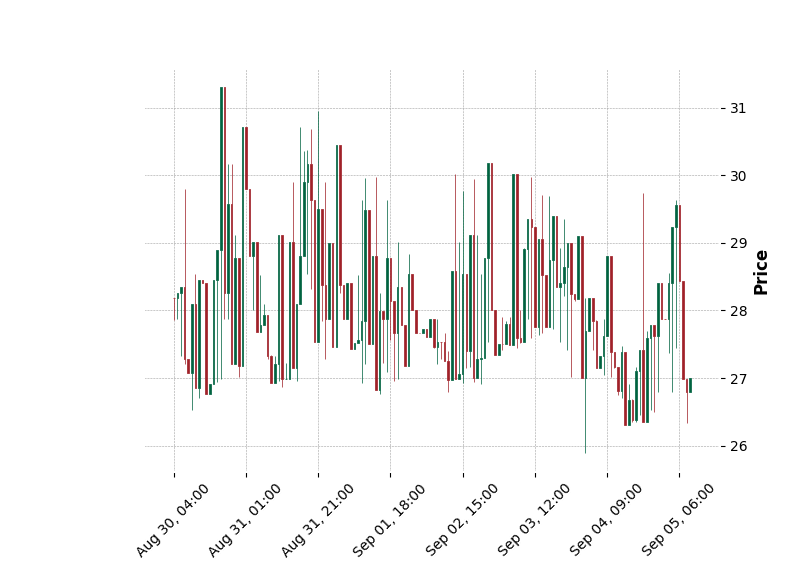 31
30
29
28
27
26
Price
Aug 30, 04:00
Aug 31, 01:00
Aug 31, 21:00
Sep 01, 18:00
Sep 02, 15:00
Sep 03, 12:00
Sep 04, 09:00
Sep 05, 06:00